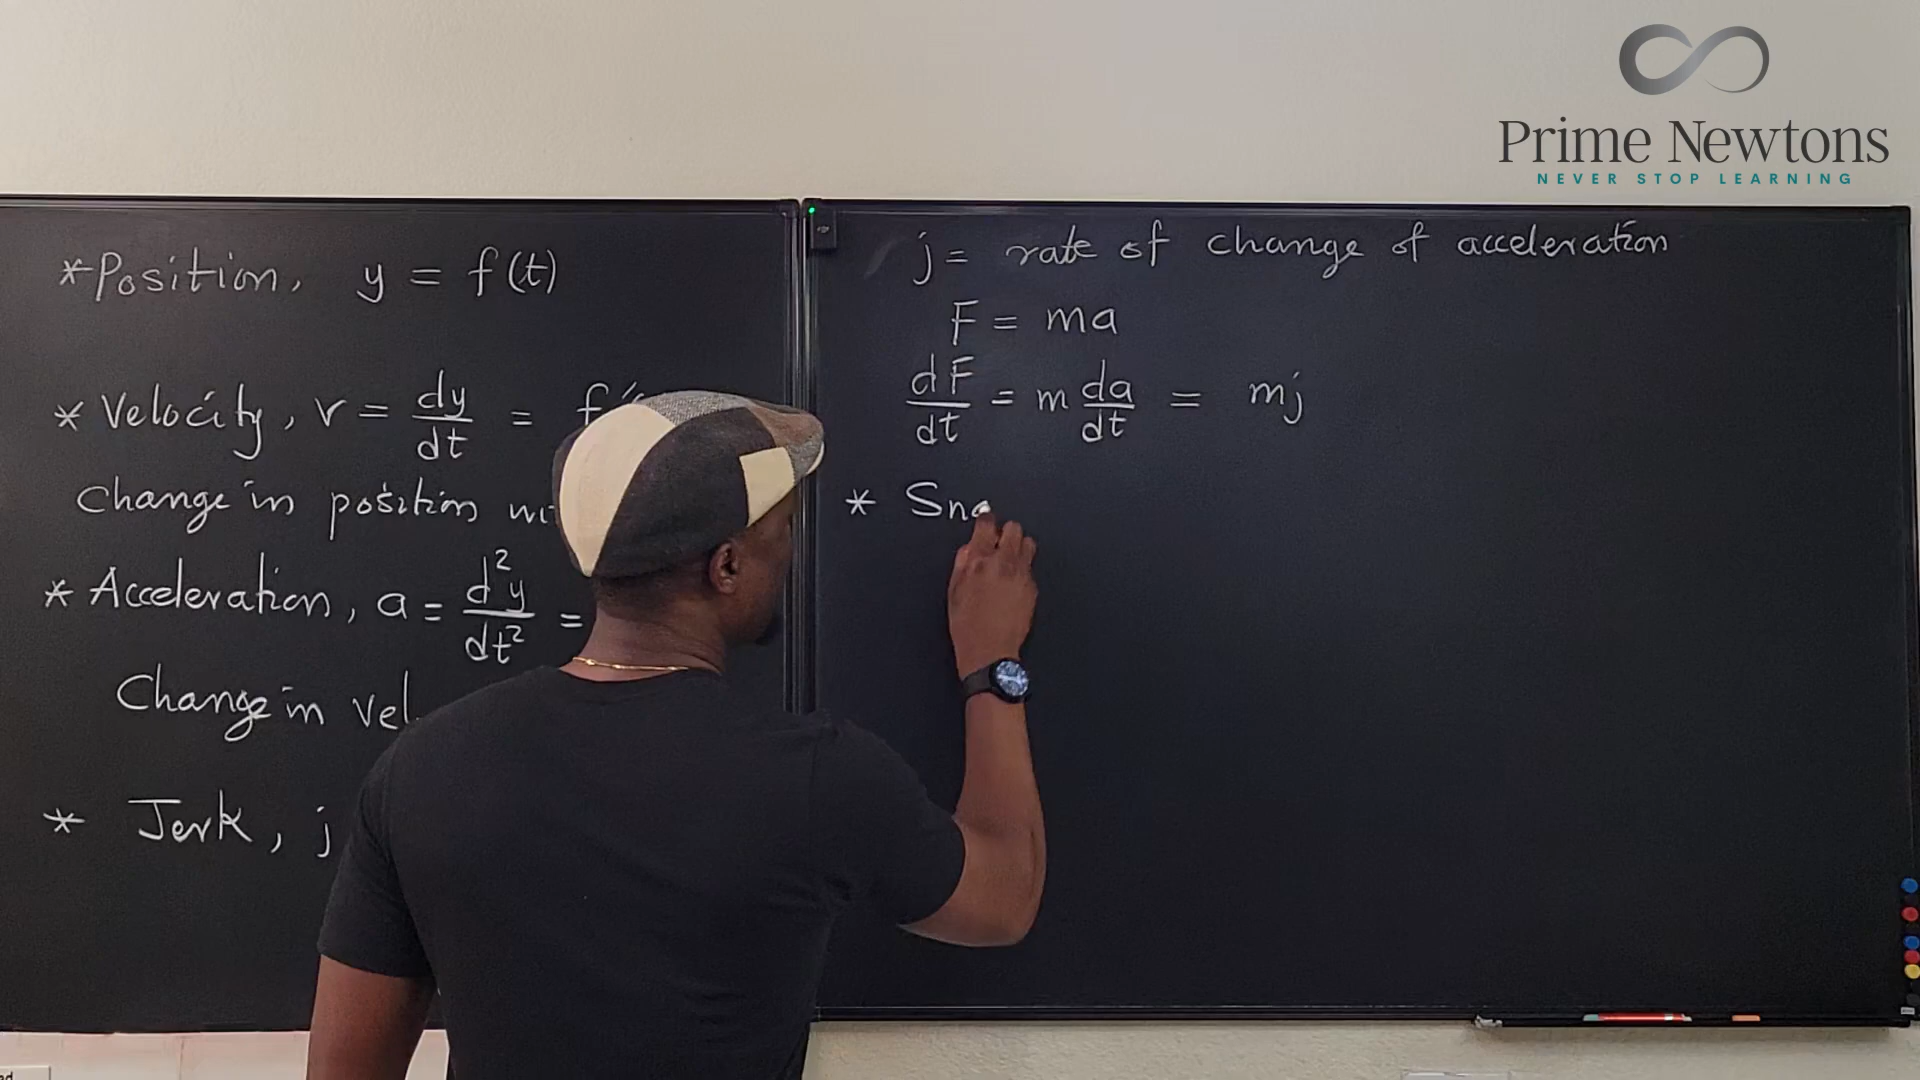 Prime Newtons
NEVER STOP LEARNING
*Position, y = f(t)
* Velocity, v = dy/dt = f'
Change in position
* Acceleration, a = d²y/dt² =
Change in vel
* Jerk, j
j = rate of change of acceleration
F = ma
dF/dt = m da/dt = mj
* Sna